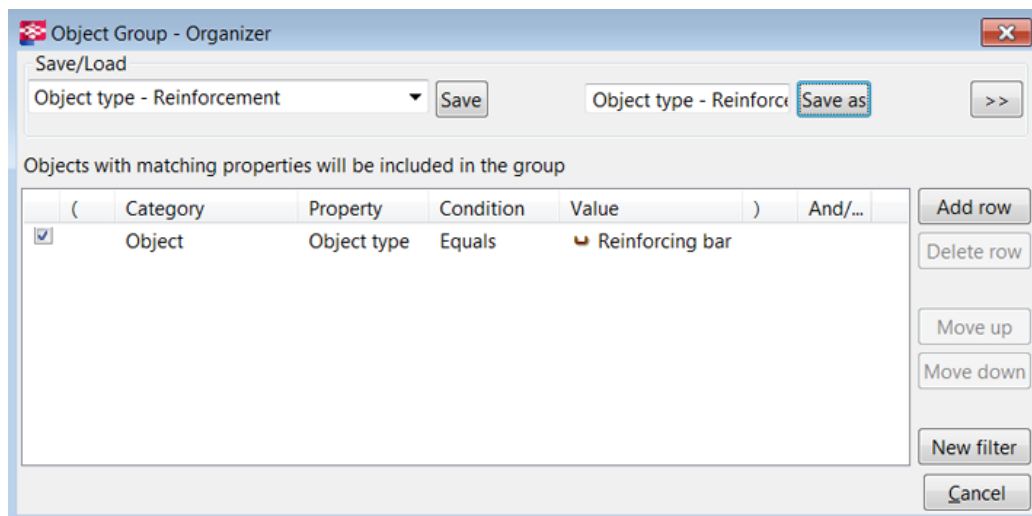 Object Group - Organizer
Save/Load
Object type - Reinforcement Save Object type - Reinforce Save as >>
Objects with matching properties will be included in the group
( Category Property Condition Value ) And/... Add row
Object Object type Equals Reinforcing bar
Delete row
Move up
Move down
New filter
Cancel